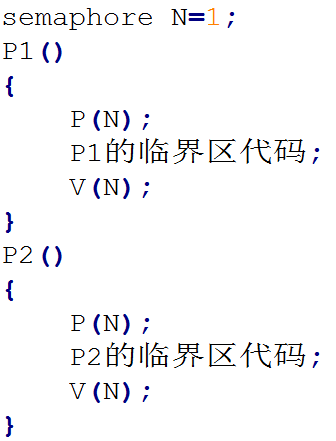 semaphore N=1;
P1()
{
P(N);
P1的临界区代码;
V(N);
}
P2()
{
P(N);
P2的临界区代码;
V(N);
}